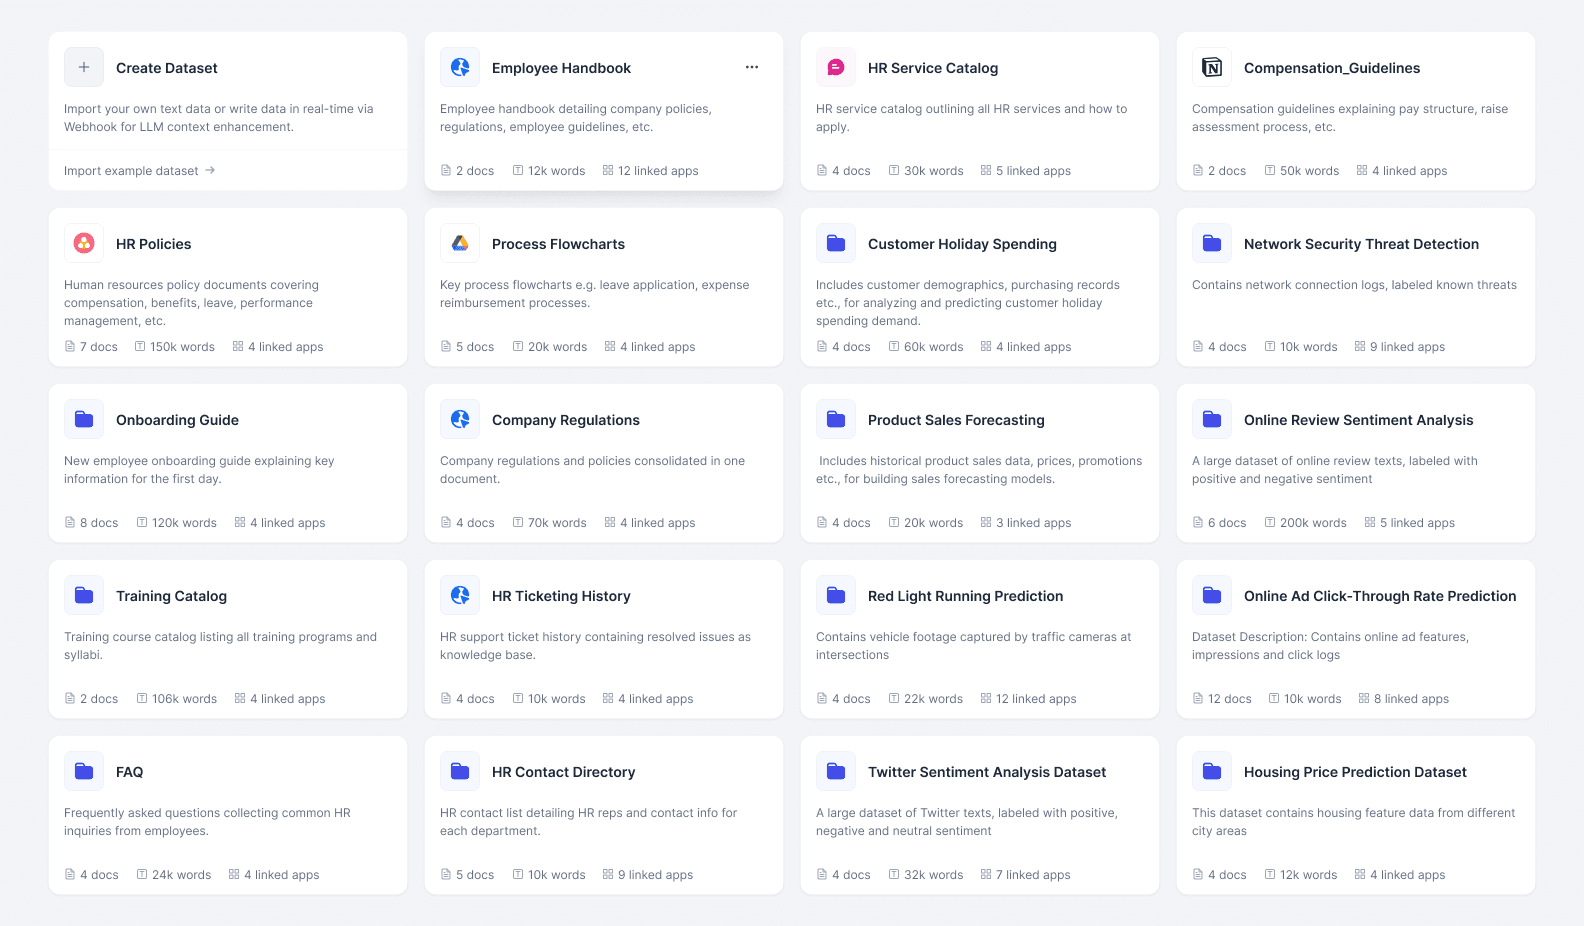 Create Dataset
Import your own text data or write data in real-time via
Webhook for LLM context enhancement.
Import example dataset →
Employee Handbook
Employee handbook detailing company policies,
regulations, employee guidelines, etc.
2 docs 12k words 12 linked apps
HR Service Catalog
HR service catalog outlining all HR services and how to
apply.
4 docs 30k words 5 linked apps
Compensation_Guidelines
Compensation guidelines explaining pay structure, raise
assessment process, etc.
2 docs 50k words 4 linked apps
HR Policies
Human resources policy documents covering
compensation, benefits, leave, performance
management, etc.
7 docs 150k words 4 linked apps
Process Flowcharts
Key process flowcharts e.g. leave application, expense
reimbursement processes.
5 docs 20k words 4 linked apps
Customer Holiday Spending
Includes customer demographics, purchasing records
etc., for analyzing and predicting customer holiday
spending demand.
4 docs 60k words 4 linked apps
Network Security Threat Detection
Contains network connection logs, labeled known threats
4 docs 10k words 9 linked apps
Onboarding Guide
New employee onboarding guide explaining key
information for the first day.
8 docs 120k words 4 linked apps
Company Regulations
Company regulations and policies consolidated in one
document.
4 docs 70k words 4 linked apps
Product Sales Forecasting
Includes historical product sales data, prices, promotions
etc., for building sales forecasting models.
4 docs 20k words 3 linked apps
Online Review Sentiment Analysis
A large dataset of online review texts, labeled with
positive and negative sentiment
6 docs 200k words 5 linked apps
Training Catalog
Training course catalog listing all training programs and
syllabi.
2 docs 106k words 4 linked apps
HR Ticketing History
HR support ticket history containing resolved issues as
knowledge base.
4 docs 10k words 4 linked apps
Red Light Running Prediction
Contains vehicle footage captured by traffic cameras at
intersections
4 docs 22k words 12 linked apps
Online Ad Click-Through Rate Prediction
Dataset Description: Contains online ad features,
impressions and click logs
12 docs 10k words 8 linked apps
FAQ
Frequently asked questions collecting common HR
inquiries from employees.
4 docs 24k words 4 linked apps
HR Contact Directory
HR contact list detailing HR reps and contact info for
each department.
5 docs 10k words 9 linked apps
Twitter Sentiment Analysis Dataset
A large dataset of Twitter texts, labeled with positive,
negative and neutral sentiment
4 docs 32k words 7 linked apps
Housing Price Prediction Dataset
This dataset contains housing feature data from different
city areas
4 docs 12k words 4 linked apps